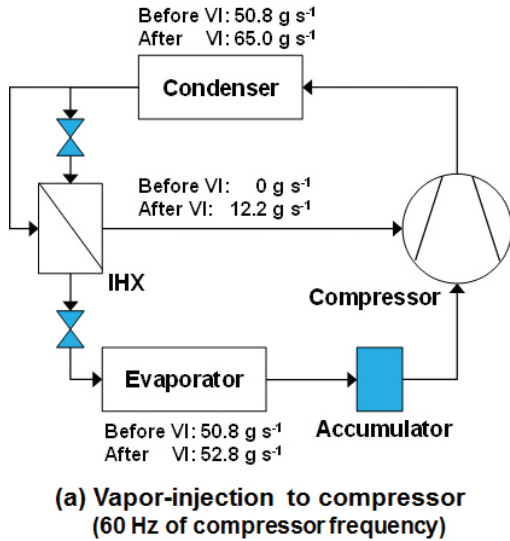 Before VI: 50.8 g s⁻¹
After VI: 65.0 g s⁻¹
Condenser
Before VI: 0 g s⁻¹
After VI: 12.2 g s⁻¹
IHX
Compressor
Evaporator
Accumulator
Before VI: 50.8 g s⁻¹
After VI: 52.8 g s⁻¹
(a) Vapor-injection to compressor
(60 Hz of compressor frequency)